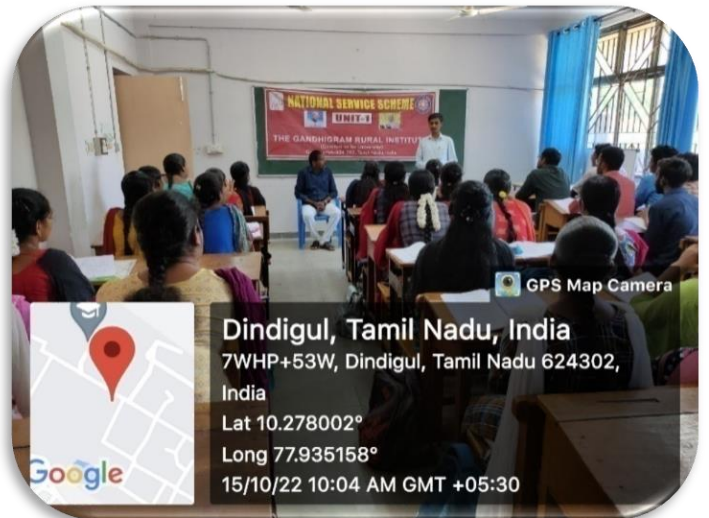 NATIONAL SERVICE SCHEME
UNIT-1
THE GANDHIGRAM RURAL INSTITUTE
GPS Map Camera
Dindigul, Tamil Nadu, India
7WHP+53W, Dindigul, Tamil Nadu 624302,
India
Lat 10.278002°
Long 77.935158°
15/10/22 10:04 AM GMT +05:30
Google